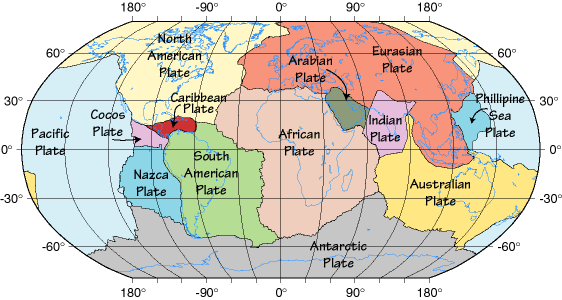 180° -90° 0° 90° 180°
North
American
Plate
Eurasian
Plate
Arabian
Plate
60° 60°
30° 30°
Caribbean
Plate
Cocos
Plate
Phillipine
Sea
Plate
Indian
Plate
Pacific
Plate
African
Plate
0° 0°
South
American
Plate
Nazca
Plate
Australian
Plate
-30° -30°
Antarctic
Plate
-60° -60°
180° -90° 0° 90° 180°